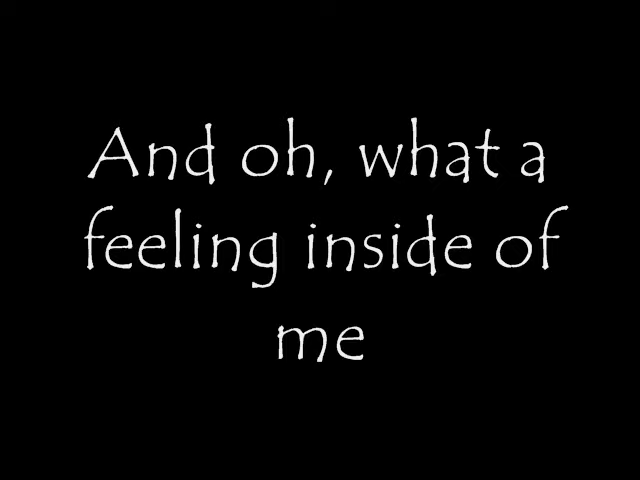 And oh, what a
feeling inside of
me